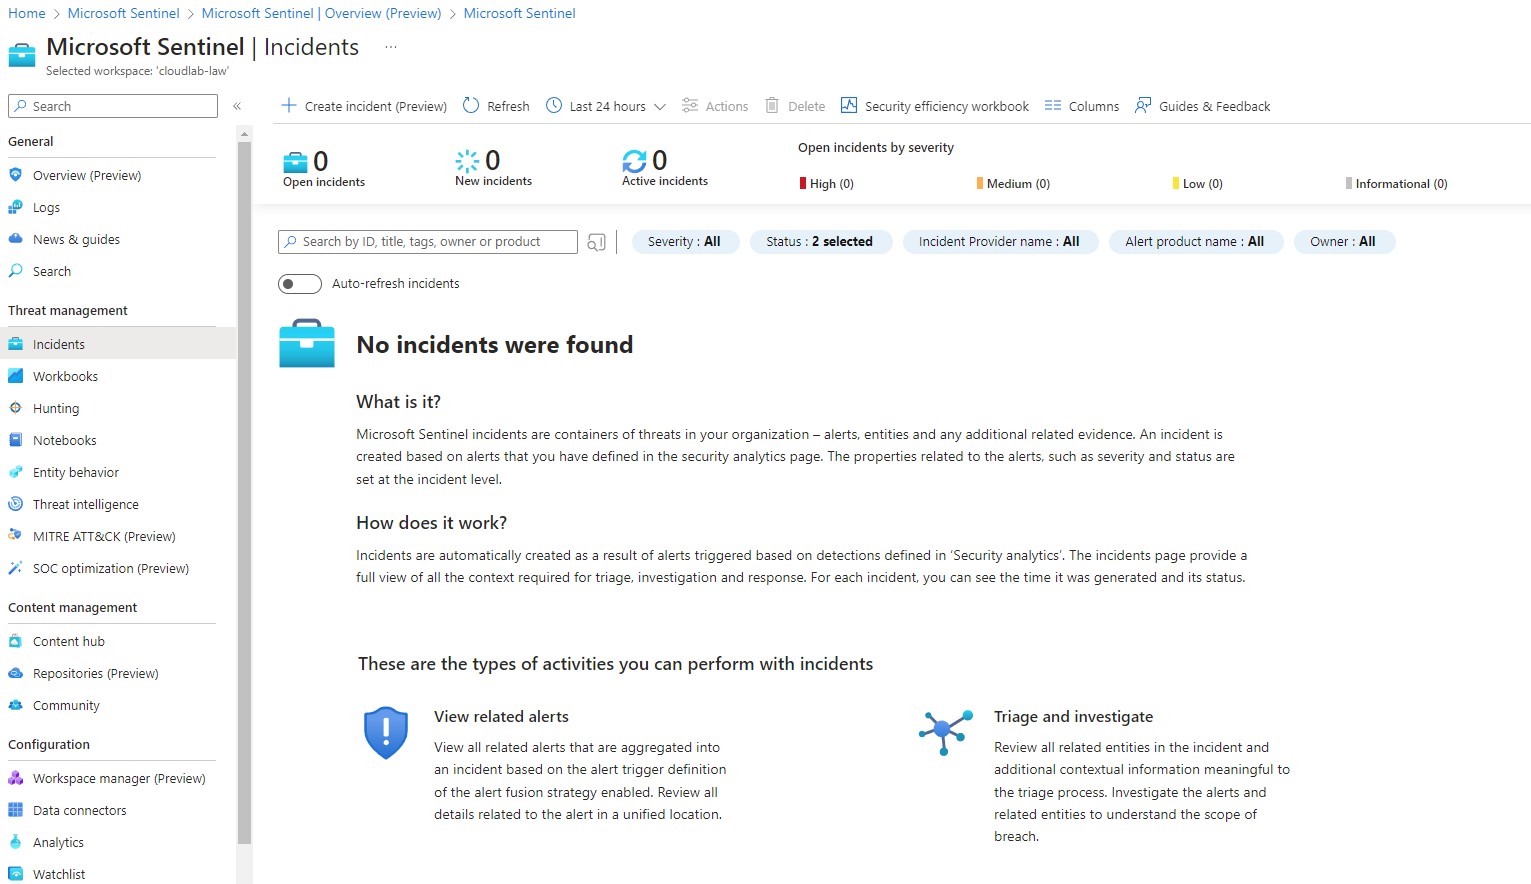 Home > Microsoft Sentinel > Microsoft Sentinel | Overview (Preview) > Microsoft Sentinel
Microsoft Sentinel | Incidents ...
Selected workspace: 'cloudlab-law'
Search «
General
Overview (Preview)
Logs
News & guides
Search
Threat management
Incidents
Workbooks
Hunting
Notebooks
Entity behavior
Threat intelligence
MITRE ATT&CK (Preview)
SOC optimization (Preview)
Content management
Content hub
Repositories (Preview)
Community
Configuration
Workspace manager (Preview)
Data connectors
Analytics
Watchlist
Create incident (Preview) Refresh Last 24 hours Actions Delete Security efficiency workbook Columns Guides & Feedback
0
Open incidents
0
New incidents
0
Active incidents
Open incidents by severity
High (0) Medium (0) Low (0) Informational (0)
Search by ID, title, tags, owner or product Severity : All Status : 2 selected Incident Provider name : All Alert product name : All Owner : All
Auto-refresh incidents
No incidents were found
What is it?
Microsoft Sentinel incidents are containers of threats in your organization – alerts, entities and any additional related evidence. An incident is
created based on alerts that you have defined in the security analytics page. The properties related to the alerts, such as severity and status are
set at the incident level.
How does it work?
Incidents are automatically created as a result of alerts triggered based on detections defined in ‘Security analytics’. The incidents page provide a
full view of all the context required for triage, investigation and response. For each incident, you can see the time it was generated and its status.
These are the types of activities you can perform with incidents
View related alerts
View all related alerts that are aggregated into
an incident based on the alert trigger definition
of the alert fusion strategy enabled. Review all
details related to the alert in a unified location.
Triage and investigate
Review all related entities in the incident and
additional contextual information meaningful to
the triage process. Investigate the alerts and
related entities to understand the scope of
breach.